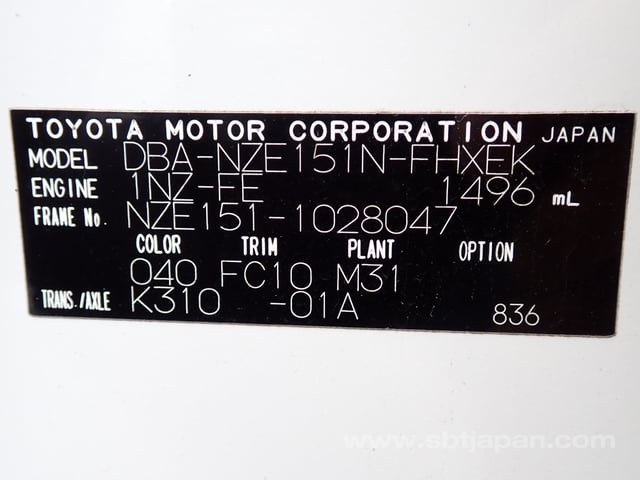 TOYOTA MOTOR CORPORATION JAPAN
MODEL DBA-NZE151N-FHXEK
ENGINE 1NZ-FE 1496 mL
FRAME No. NZE151-1028047
COLOR TRIM PLANT OPTION
040 FC10 M31
TRANS./AXLE K310 -01A 836
www.sbtjapan.com